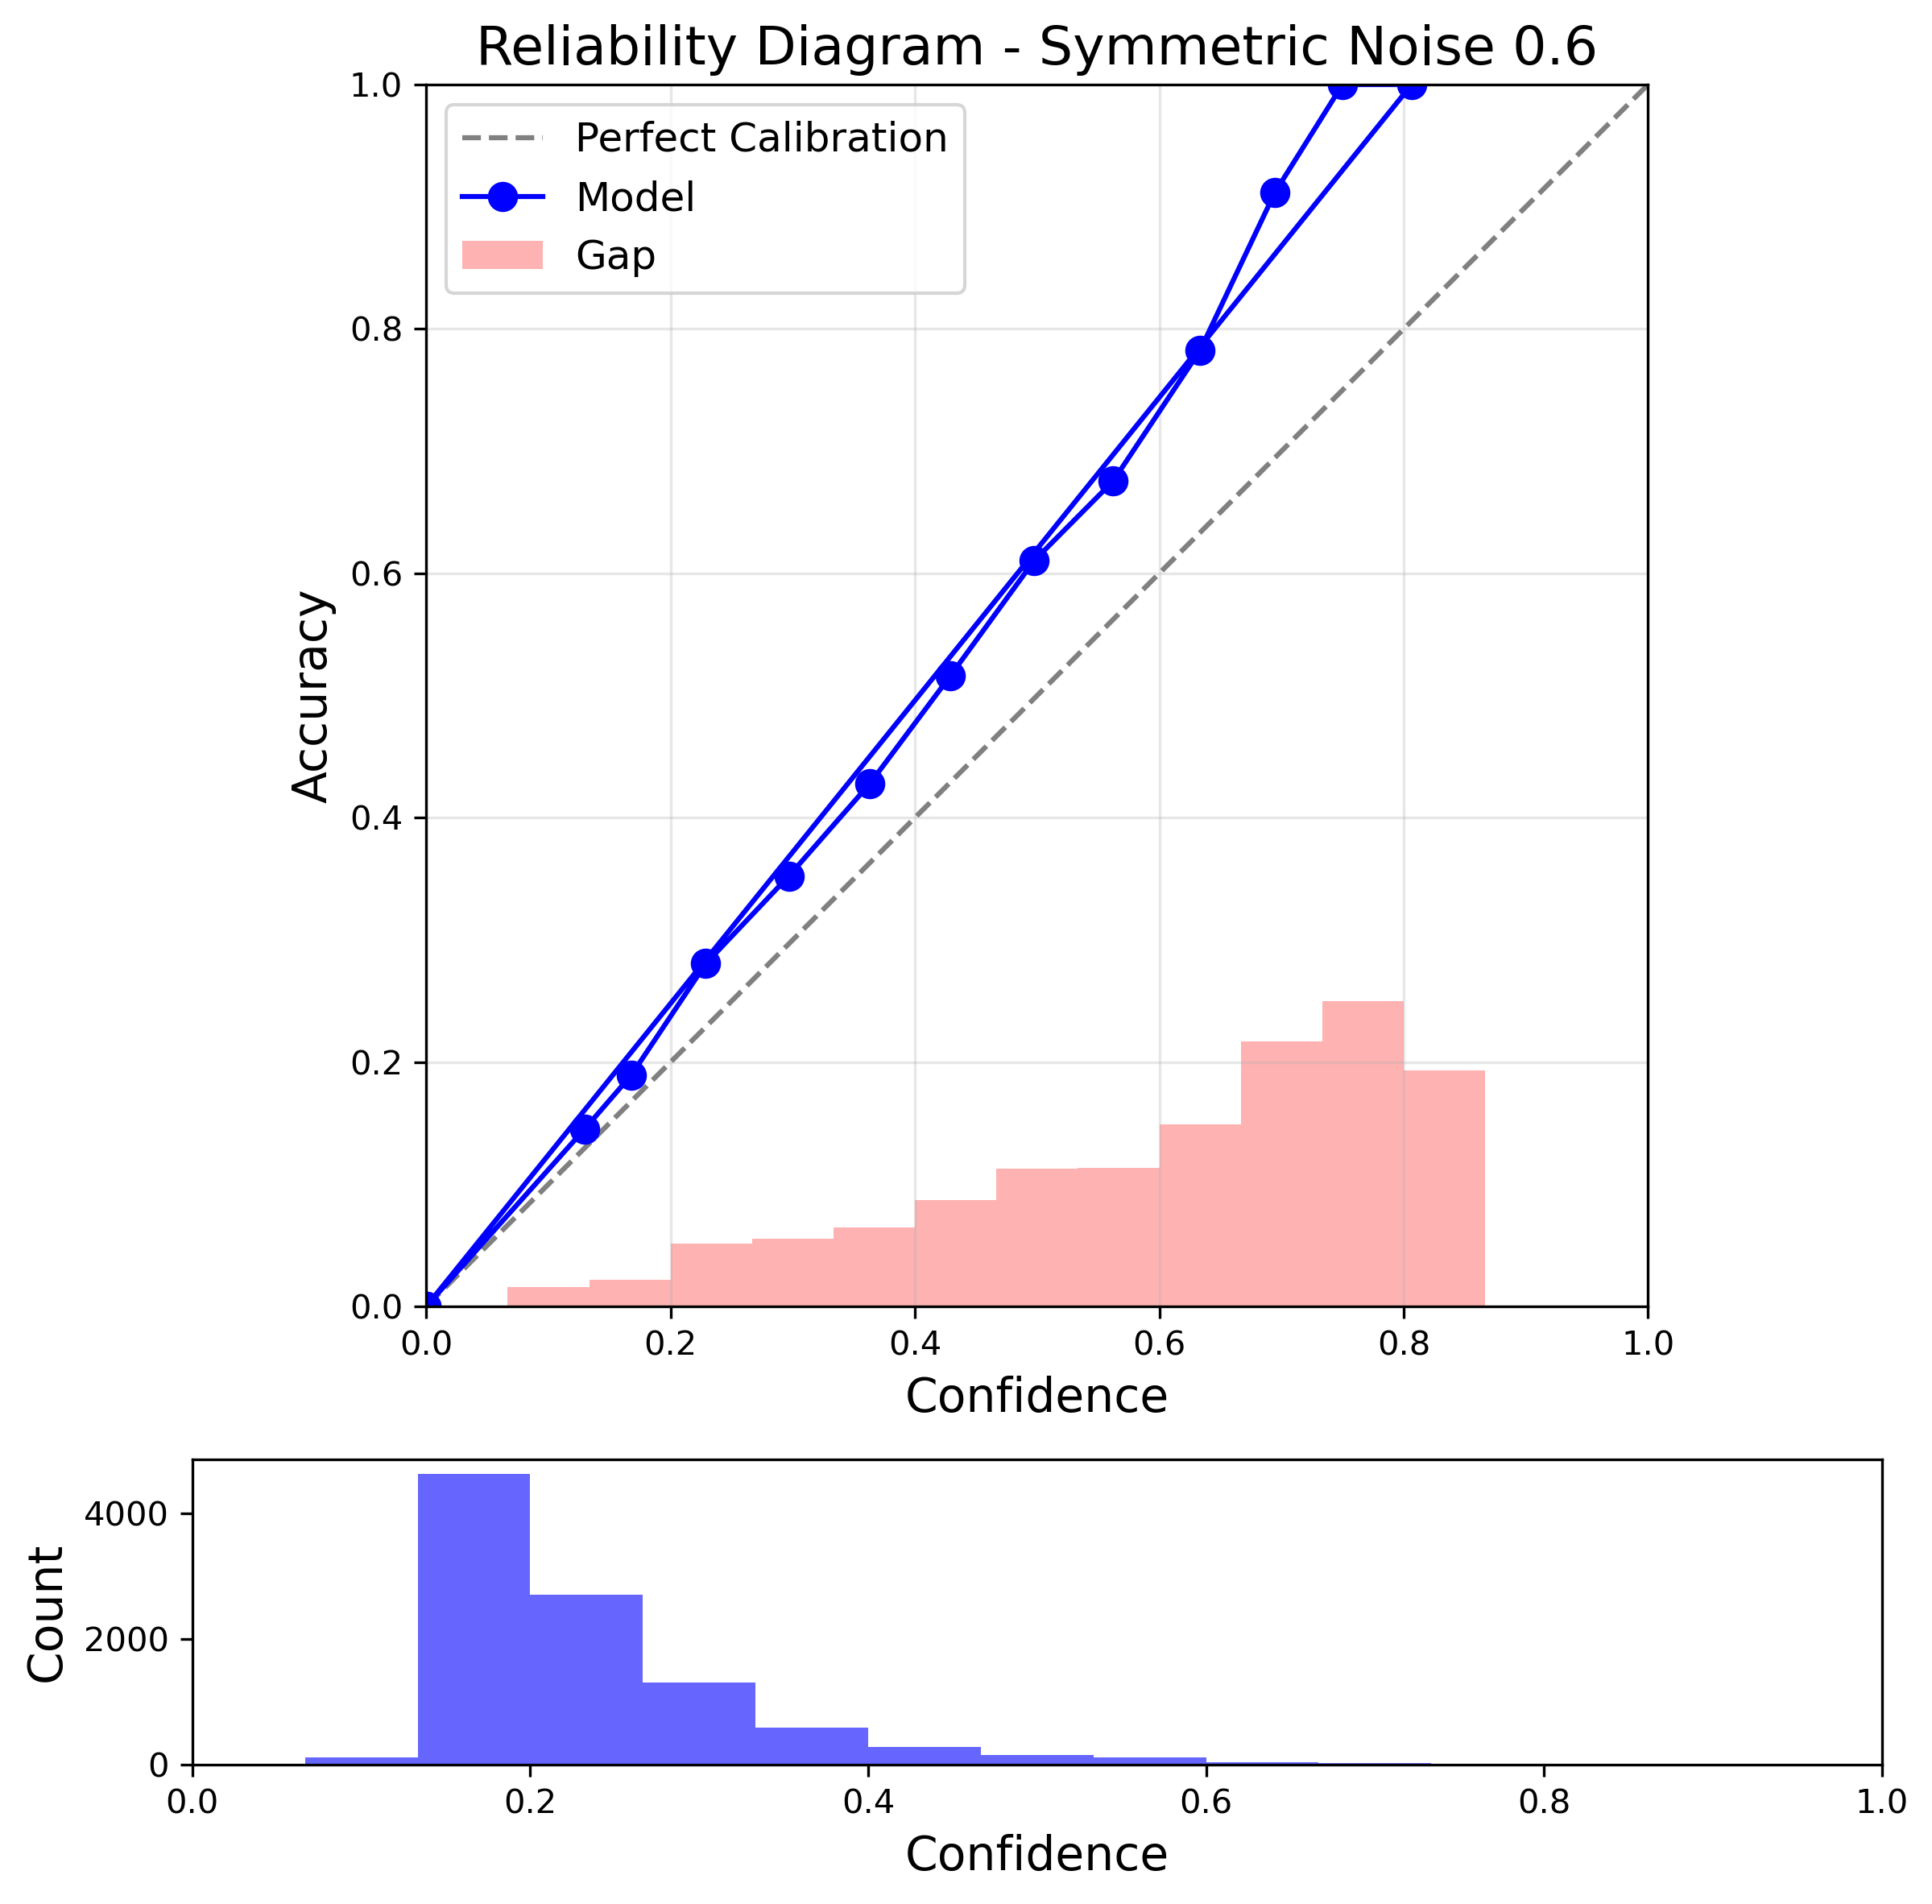 Reliability Diagram - Symmetric Noise 0.6
1.0
0.8
0.6
0.4
0.2
0.0
Accuracy
Perfect Calibration
Model
Gap
0.0 0.2 0.4 0.6 0.8 1.0
Confidence
4000
2000
0
Count
0.0 0.2 0.4 0.6 0.8 1.0
Confidence